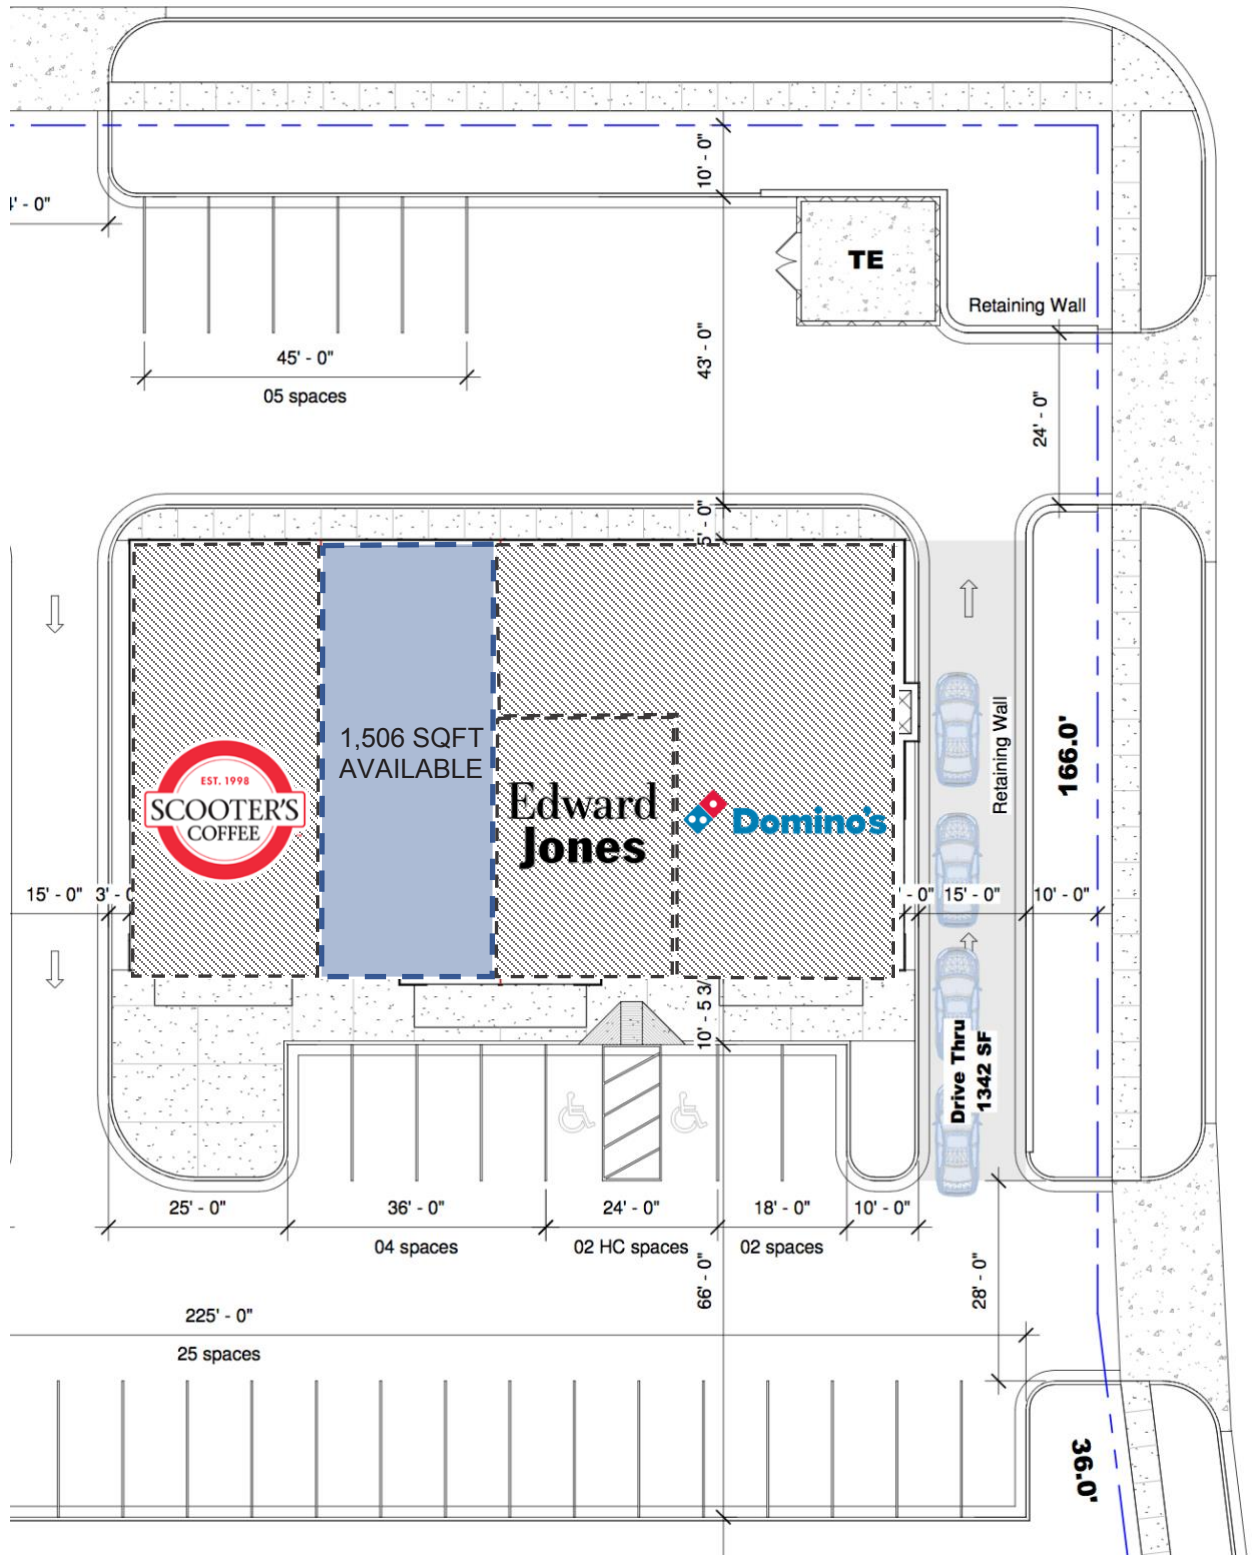 10' - 0"
4' - 0"
TE
Retaining Wall
45' - 0"
05 spaces
43' - 0"
24' - 0"
5' - 0"
1,506 SQFT
AVAILABLE
EST. 1998
SCOOTER'S
COFFEE
Edward
Jones
Domino's
Retaining Wall
166.0'
15' - 0"
3' - 0
' - 0"
15' - 0"
10' - 0"
10' - 5 3/
Drive Thru
1342 SF
25' - 0"
36' - 0"
24' - 0"
18' - 0"
10' - 0"
04 spaces
02 HC spaces
02 spaces
66' - 0"
28' - 0"
225' - 0"
25 spaces
36.0'